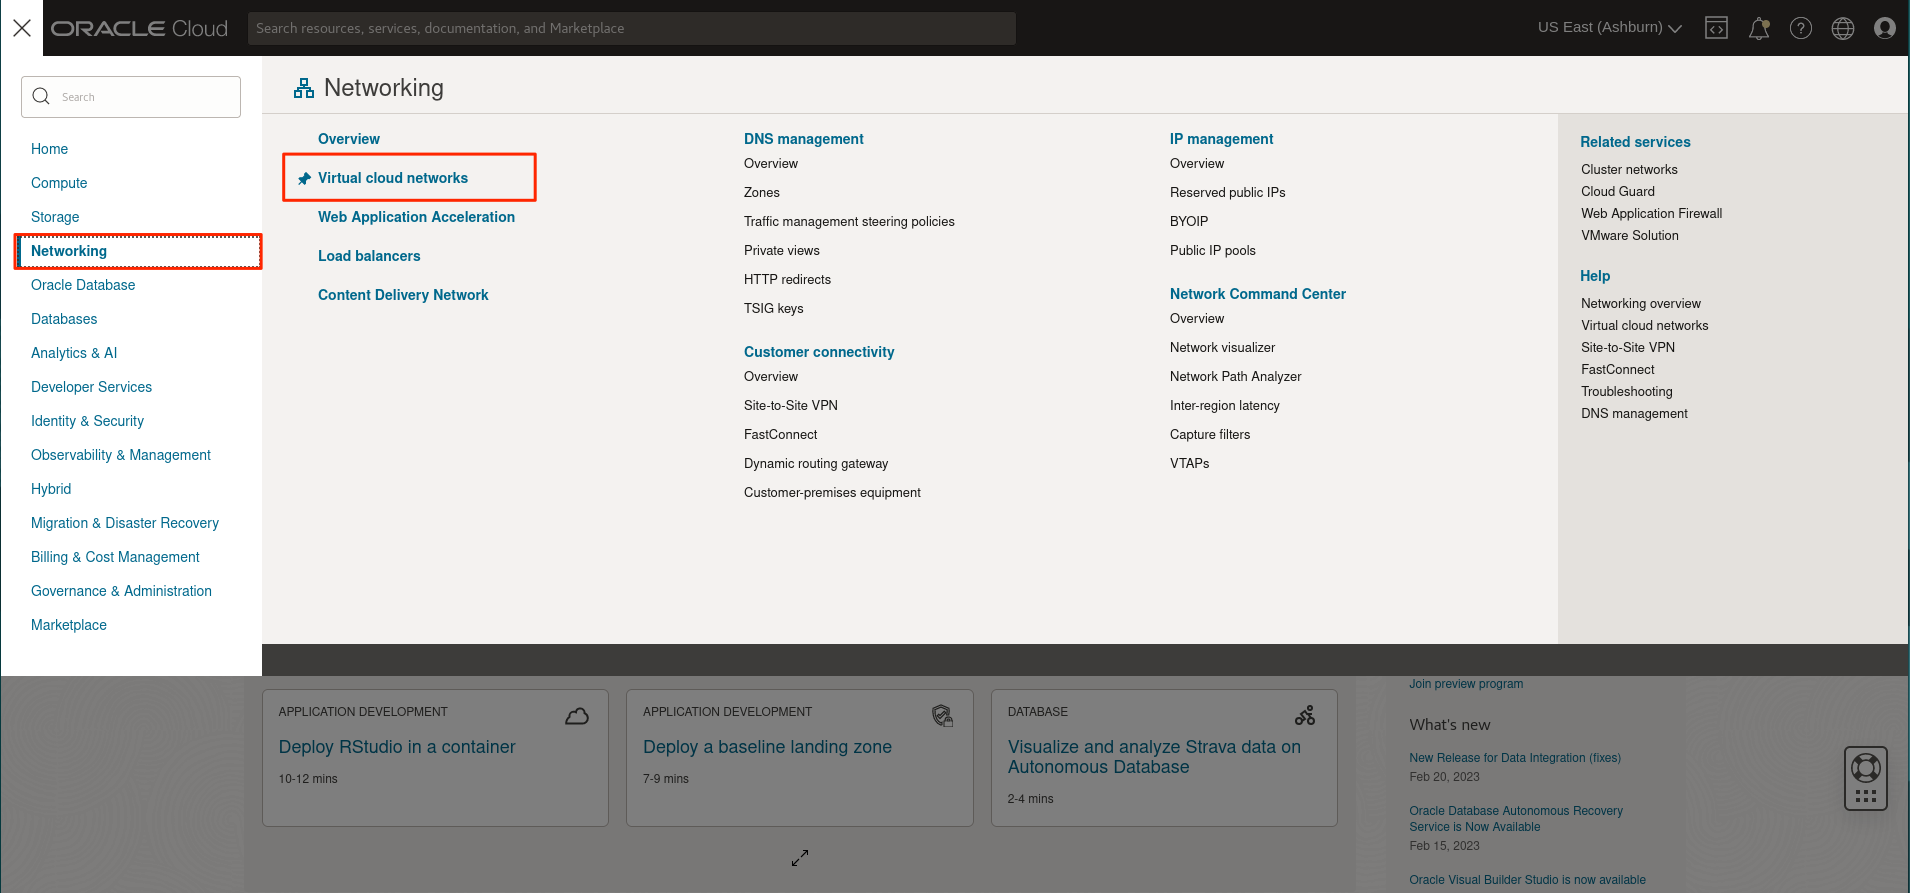 ORACLE Cloud
Search resources, services, documentation, and Marketplace
US East (Ashburn)
Search
Home
Compute
Storage
Networking
Oracle Database
Databases
Analytics & AI
Developer Services
Identity & Security
Observability & Management
Hybrid
Migration & Disaster Recovery
Billing & Cost Management
Governance & Administration
Marketplace
Networking
Overview
Virtual cloud networks
Web Application Acceleration
Load balancers
Content Delivery Network
DNS management
Overview
Zones
Traffic management steering policies
Private views
HTTP redirects
TSIG keys
Customer connectivity
Overview
Site-to-Site VPN
FastConnect
Dynamic routing gateway
Customer-premises equipment
IP management
Overview
Reserved public IPs
BYOIP
Public IP pools
Network Command Center
Overview
Network visualizer
Network Path Analyzer
Inter-region latency
Capture filters
VTAPs
Related services
Cluster networks
Cloud Guard
Web Application Firewall
VMware Solution
Help
Networking overview
Virtual cloud networks
Site-to-Site VPN
FastConnect
Troubleshooting
DNS management
APPLICATION DEVELOPMENT
Deploy RStudio in a container
10-12 mins
APPLICATION DEVELOPMENT
Deploy a baseline landing zone
7-9 mins
DATABASE
Visualize and analyze Strava data on
Autonomous Database
2-4 mins
Join preview program
What's new
New Release for Data Integration (fixes)
Feb 20, 2023
Oracle Database Autonomous Recovery
Service is Now Available
Feb 15, 2023
Oracle Visual Builder Studio is now available